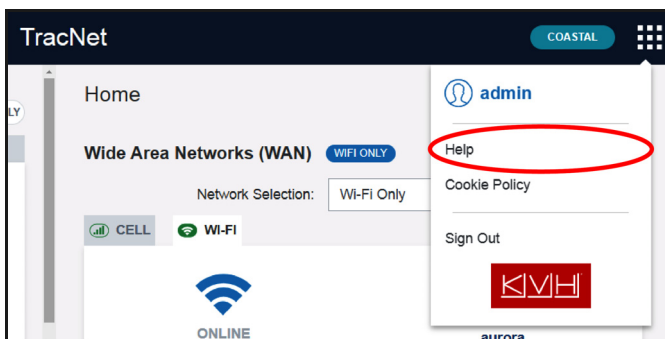 TracNet
COASTAL
LY
Home
admin
Wide Area Networks (WAN)
WIFI ONLY
Help
Network Selection:
Wi-Fi Only
Cookie Policy
CELL
WI-FI
Sign Out
KVH
ONLINE
aurora